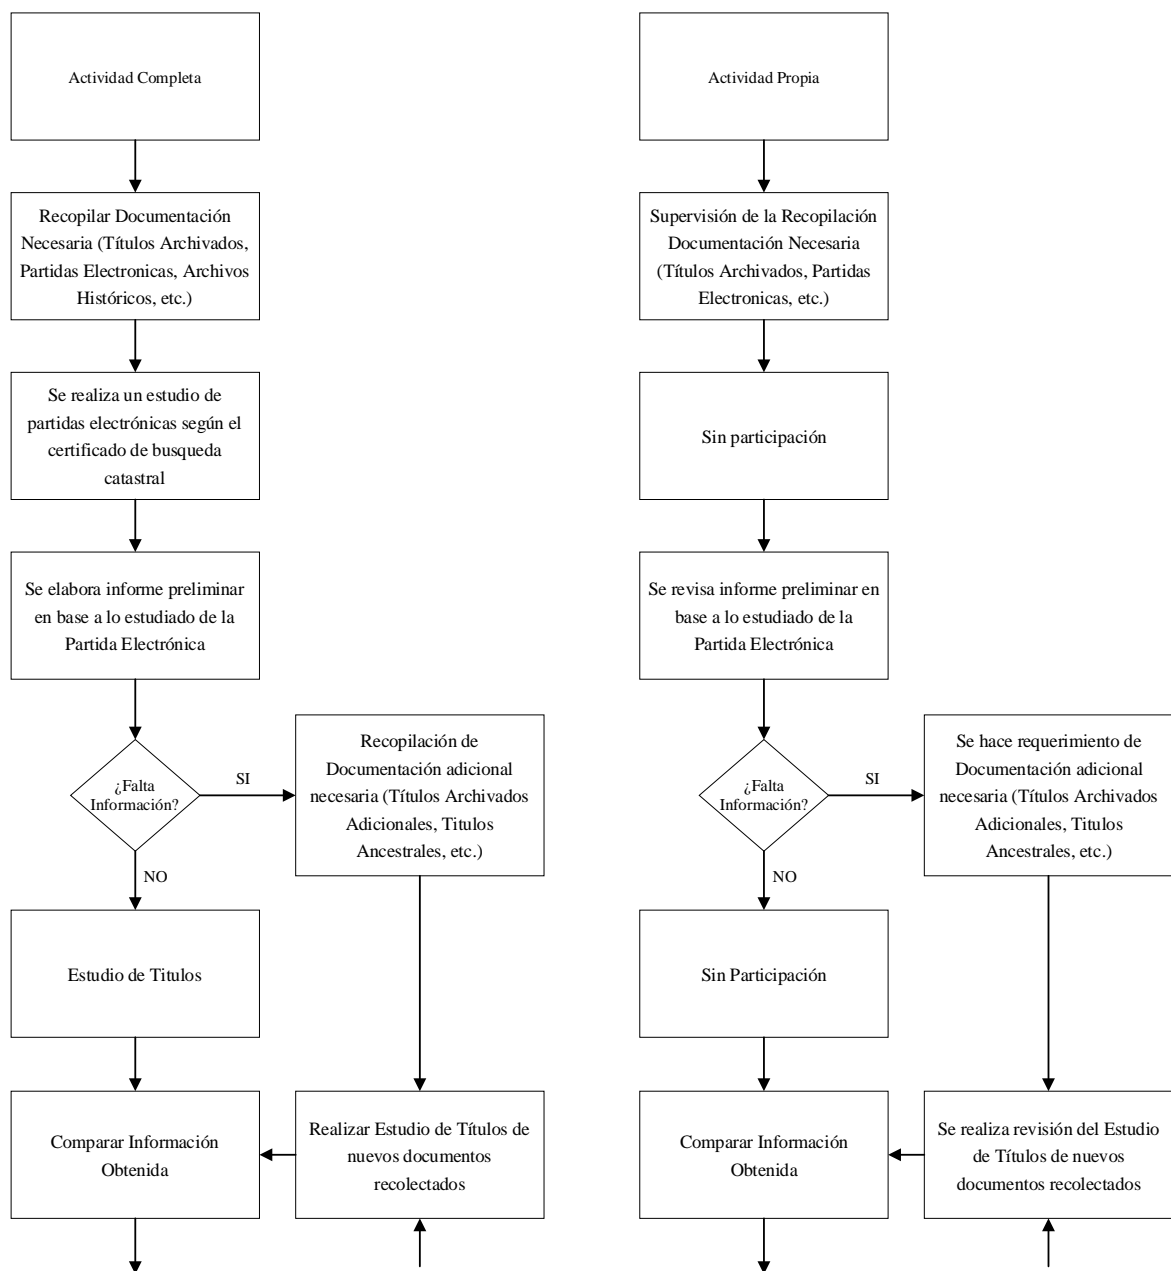 Actividad Completa
Recopilar Documentación
Necesaria (Títulos Archivados,
Partidas Electronicas, Archivos
Históricos, etc.)
Se realiza un estudio de
partidas electrónicas según el
certificado de busqueda
catastral
Se elabora informe preliminar
en base a lo estudiado de la
Partida Electrónica
¿Falta
Información?
SI
Recopilación de
Documentación adicional
necesaria (Títulos Archivados
Adicionales, Titulos
Ancestrales, etc.)
NO
Estudio de Titulos
Comparar Información
Obtenida
Realizar Estudio de Títulos de
nuevos documentos
recolectados
Actividad Propia
Supervisión de la Recopilación
Documentación Necesaria
(Títulos Archivados, Partidas
Electronicas, etc.)
Sin participación
Se revisa informe preliminar en
base a lo estudiado de la
Partida Electrónica
¿Falta
Información?
SI
Se hace requerimiento de
Documentación adicional
necesaria (Títulos Archivados
Adicionales, Titulos
Ancestrales, etc.)
NO
Sin Participación
Comparar Información
Obtenida
Se realiza revisión del Estudio
de Títulos de nuevos
documentos recolectados